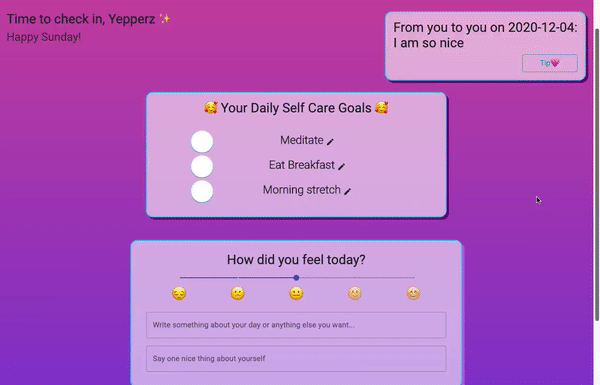 Time to check in, Yepperz ✨
Happy Sunday!
From you to you on 2020-12-04:
I am so nice
Tip💗
🥰 Your Daily Self Care Goals 🥰
Meditate
Eat Breakfast
Morning stretch
How did you feel today?
Write something about your day or anything else you want...
Say one nice thing about yourself